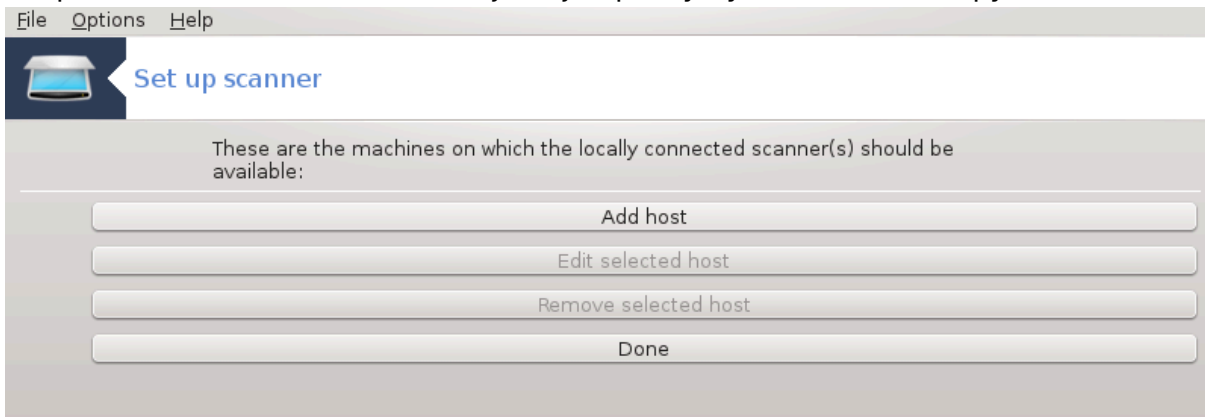 File Options Help
Set up scanner
These are the machines on which the locally connected scanner(s) should be
available:
Add host
Edit selected host
Remove selected host
Done